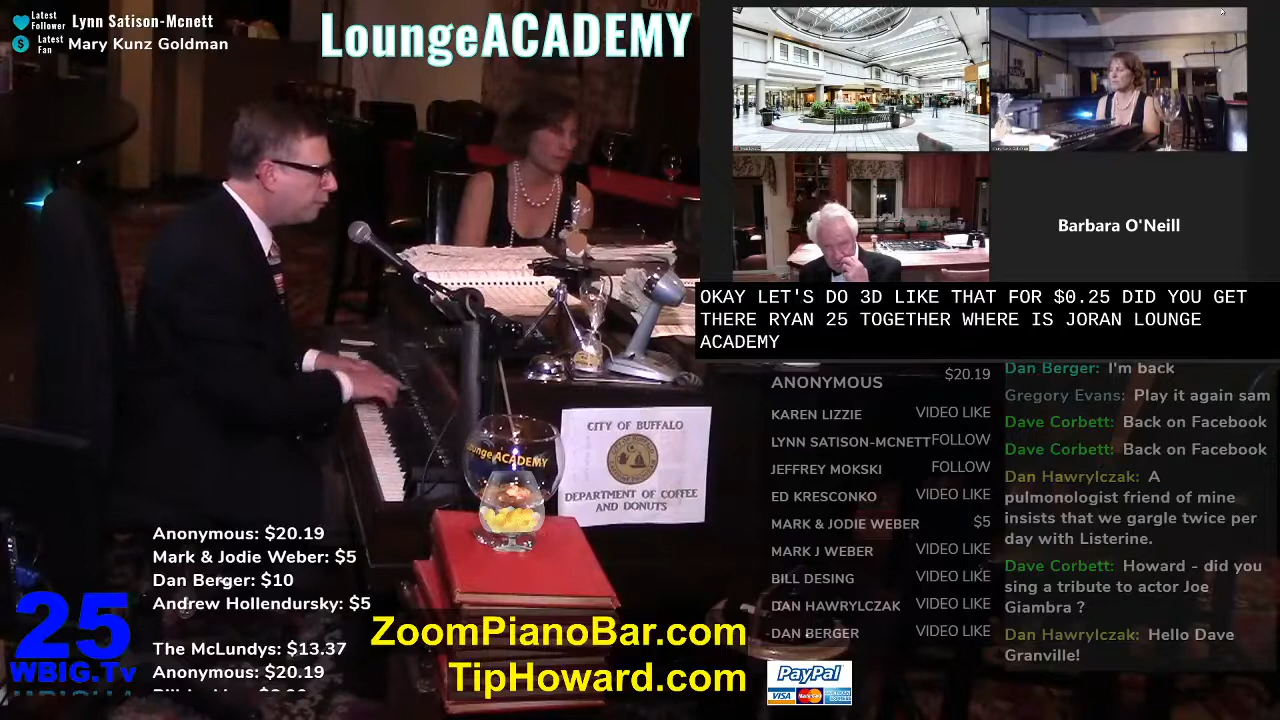 Latest
Follower
Lynn Satison-Mcnett
Latest
Fan
Mary Kunz Goldman
LoungeACADEMY
Barbara O'Neill
OKAY LET'S DO 3D LIKE THAT FOR $0.25 DID YOU GET
THERE RYAN 25 TOGETHER WHERE IS JORAN LOUNGE
ACADEMY
ANONYMOUS $20.19
KAREN LIZZIE VIDEO LIKE
LYNN SATISON-MCNETT FOLLOW
JEFFREY MOKSKI FOLLOW
ED KRESCONKO VIDEO LIKE
MARK & JODIE WEBER $5
MARK J WEBER VIDEO LIKE
BILL DESING VIDEO LIKE
DAN HAWRYLCZAK VIDEO LIKE
DAN BERGER VIDEO LIKE
Dan Berger: I'm back
Gregory Evans: Play it again sam
Dave Corbett: Back on Facebook
Dave Corbett: Back on Facebook
Dan Hawrylczak: A
pulmonologist friend of mine
insists that we gargle twice per
day with Listerine.
Dave Corbett: Howard - did you
sing a tribute to actor Joe
Giambra ?
Dan Hawrylczak: Hello Dave
Granville!
CITY OF BUFFALO
DEPARTMENT OF COFFEE
AND DONUTS
Lounge ACADEMY
Anonymous: $20.19
Mark & Jodie Weber: $5
Dan Berger: $10
Andrew Hollendursky: $5
The McLundys: $13.37
Anonymous: $20.19
25
WBIG.Tv
ZoomPianoBar.com
TipHoward.com
PayPal
VISA
MasterCard